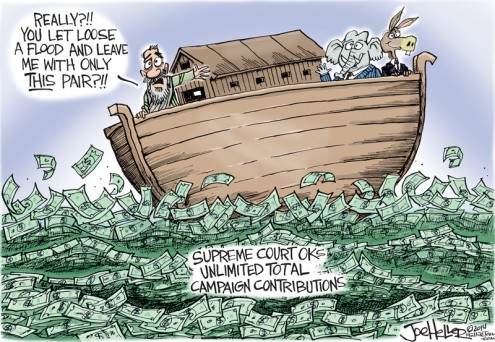 REALLY?!!
YOU LET LOOSE
A FLOOD AND LEAVE
ME WITH ONLY
THIS PAIR?!!
SUPREME COURT OKS
UNLIMITED TOTAL
CAMPAIGN CONTRIBUTIONS
JOE HELLER
©2014